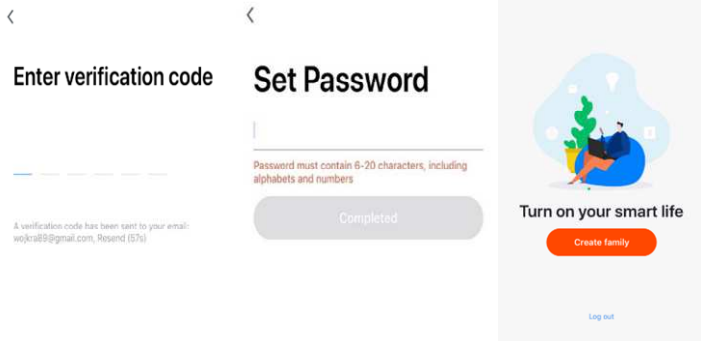 Enter verification code
A verification code has been sent to your email:
wojkra89@gmail.com, Resend (57s)
Set Password
Password must contain 6-20 characters, including
alphabets and numbers
Completed
Turn on your smart life
Create family
Log out